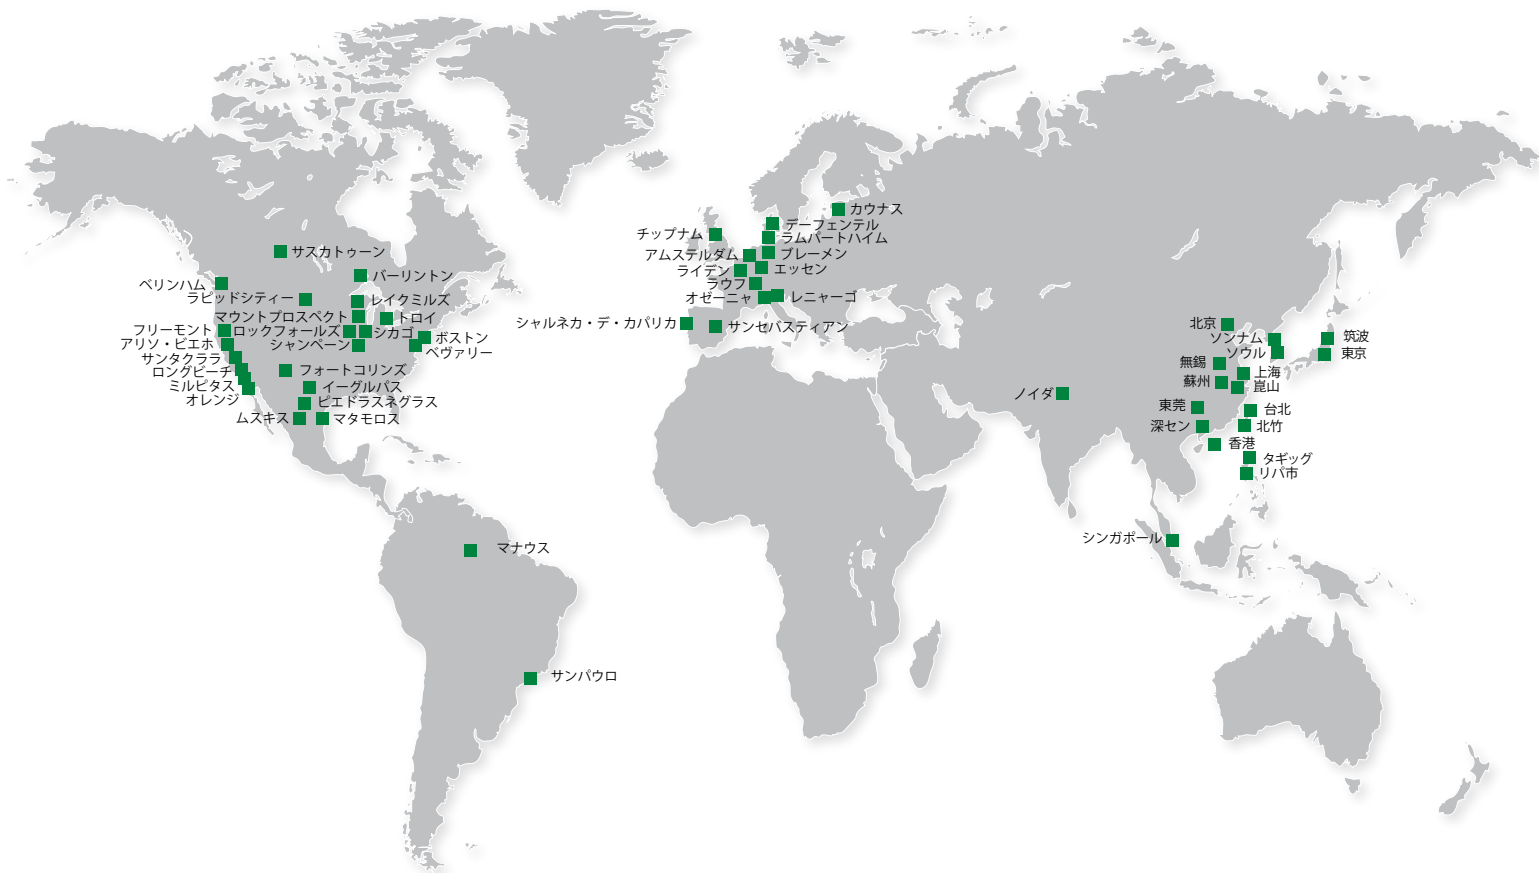 サスカトゥーン
バーリントン
ベリンハム
ラピッドシティー
レイクミルズ
マウントプロスペクト
トロイ
フリーモント
ロックフォールズ
シカゴ
ボストン
アリソ・ビエホ
シャンペーン
ベヴァリー
サンタクララ
ロングビーチ
フォートコリンズ
ミルピタス
イーグルパス
オレンジ
ピエドラスネグラス
ムスキス
マタモロス
マナウス
サンパウロ
カウナス
チップナム
デーフェンテル
ラムパートハイム
アムステルダム
ブレーメン
ライデン
エッセン
ラウフ
オゼーニャ
レニャーゴ
シャルネカ・デ・カパリカ
サンセバスティアン
ノイダ
北京
ソンナム
筑波
ソウル
東京
無錫
上海
蘇州
崑山
東莞
台北
深セン
北竹
香港
タギッグ
リパ市
シンガポール